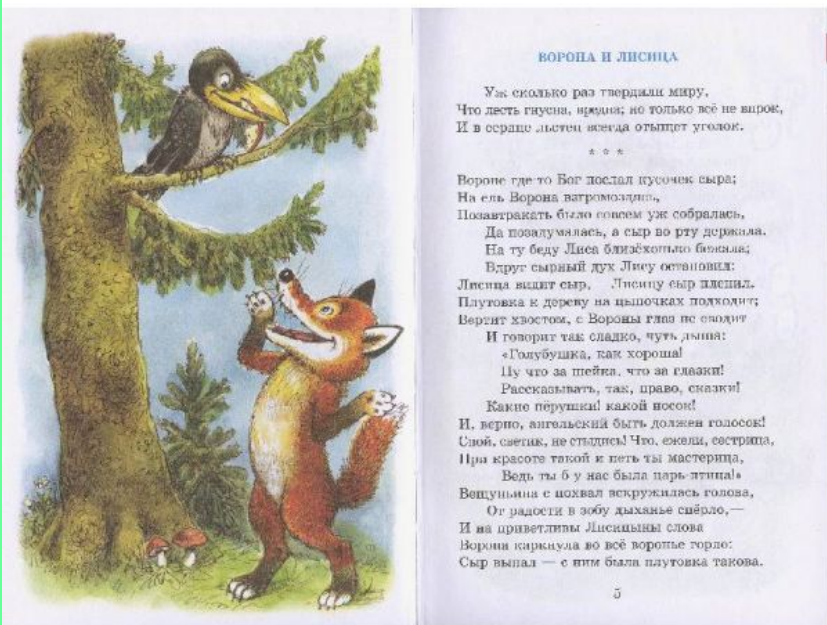 ВОРОНА И ЛИСИЦА
Уж сколько раз твердили миру,
Что лесть гнусна, вредна; но только всё не впрок,
И в сердце льстец всегда отыщет уголок.
* * *
Вороне где-то Бог послал кусочек сыра;
На ель Ворона взгромоздясь,
Позавтракать было совсем уж собралась,
Да позадумалась, а сыр во рту держала.
На ту беду Лиса близёхонько бежала;
Вдруг сырный дух Лису остановил:
Лисица видит сыр, Лисицу сыр пленил.
Плутовка к дереву на цыпочках подходит;
Вертит хвостом, с Вороны глаз не сводит
И говорит так сладко, чуть дыша:
«Голубушка, как хороша!
Ну что за шейка, что за глазки!
Рассказывать, так, право, сказки!
Какие пёрушки! какой носок!
И, верно, ангельский быть должен голосок!
Спой, светик, не стыдись! Что, ежели, сестрица,
При красоте такой и петь ты мастерица,
Ведь ты б у нас была царь-птица!»
Вещуньина с похвал вскружилась голова,
От радости в зобу дыханье спёрло,—
И на приветливы Лисицыны слова
Ворона каркнула во всё воронье горло:
Сыр выпал — с ним была плутовка такова.
5